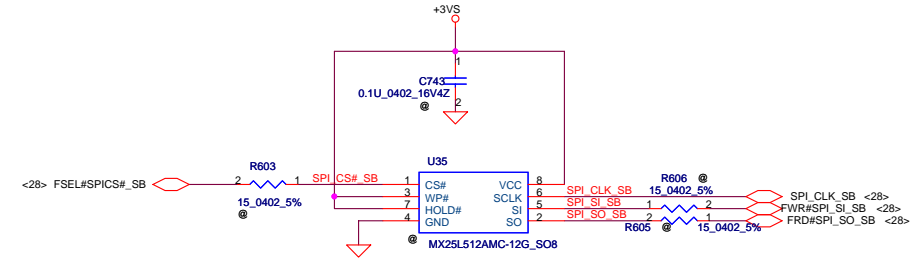 +3VS
1
C743
0.1U_0402_16V4Z
2
@
R603
U35
R606 @
<28> FSEL#SPICS#_SB 2 1 SPI_CS#_SB 1 CS# VCC 8 15_0402_5%
3 WP# SCLK 6 SPI_CLK_SB SPI_CLK_SB <28>
15_0402_5% 7 HOLD# SI 5 SPI_SI_SB 1 2 FWR#SPI_SI_SB <28>
@ 4 GND SO 2 SPI_SO_SB 2 1 FRD#SPI_SO_SB <28>
R605 @ 15_0402_5%
@ MX25L512AMC-12G_SO8